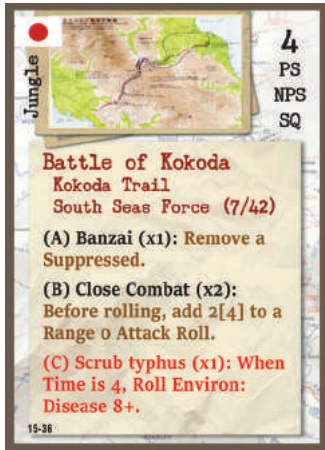 Jungle
4
PS
NPS
SQ
Battle of Kokoda
Kokoda Trail
South Seas Force (7/42)
(A) Banzai (x1): Remove a
Suppressed.
(B) Close Combat (x2):
Before rolling, add 2[4] to a
Range 0 Attack Roll.
(C) Scrub typhus (x1): When
Time is 4, Roll Environ:
Disease 8+.
15-36